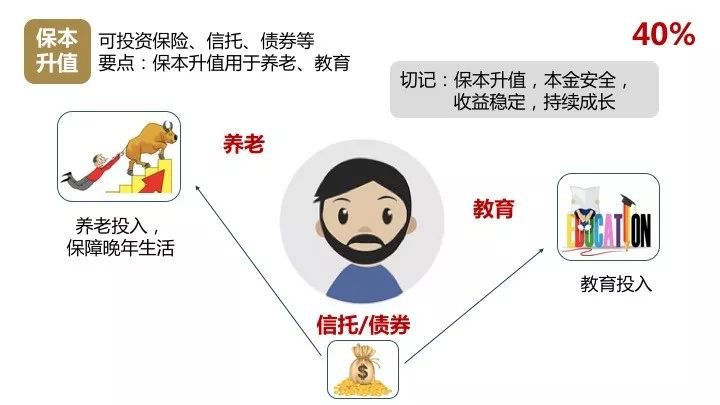 保本
升值
可投资保险、信托、债券等
要点：保本升值用于养老、教育
40%
切记：保本升值，本金安全，
收益稳定，持续成长
养老
养老投入，
保障晚年生活
教育
EDUCATION
教育投入
信托/债券
$